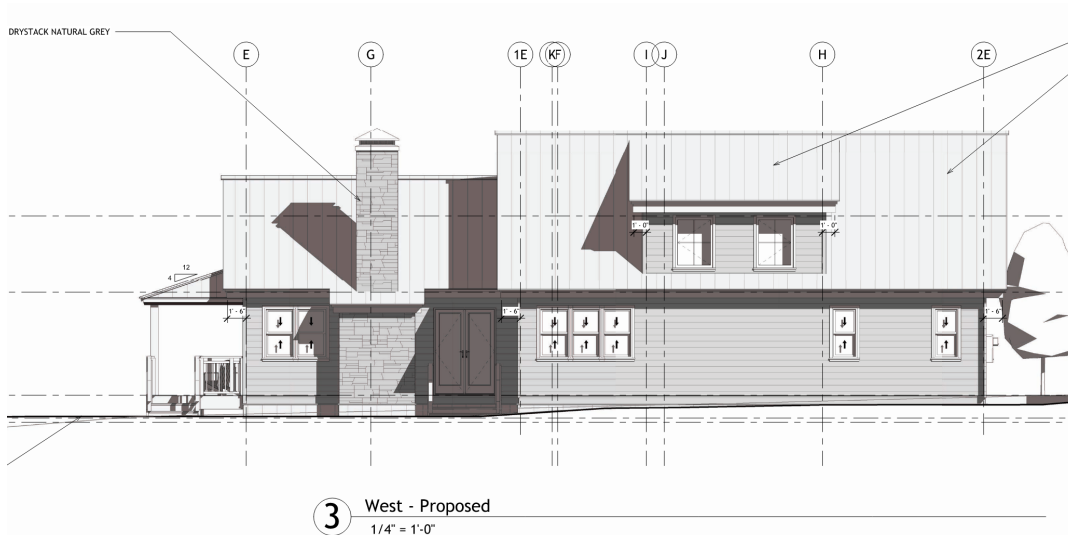 DRYSTACK NATURAL GREY
E
G
1E
K
F
I
J
H
2E
12
4
1' - 0"
1' - 0"
1' - 6"
1' - 6"
1' - 6"
3
West - Proposed
1/4" = 1'-0"